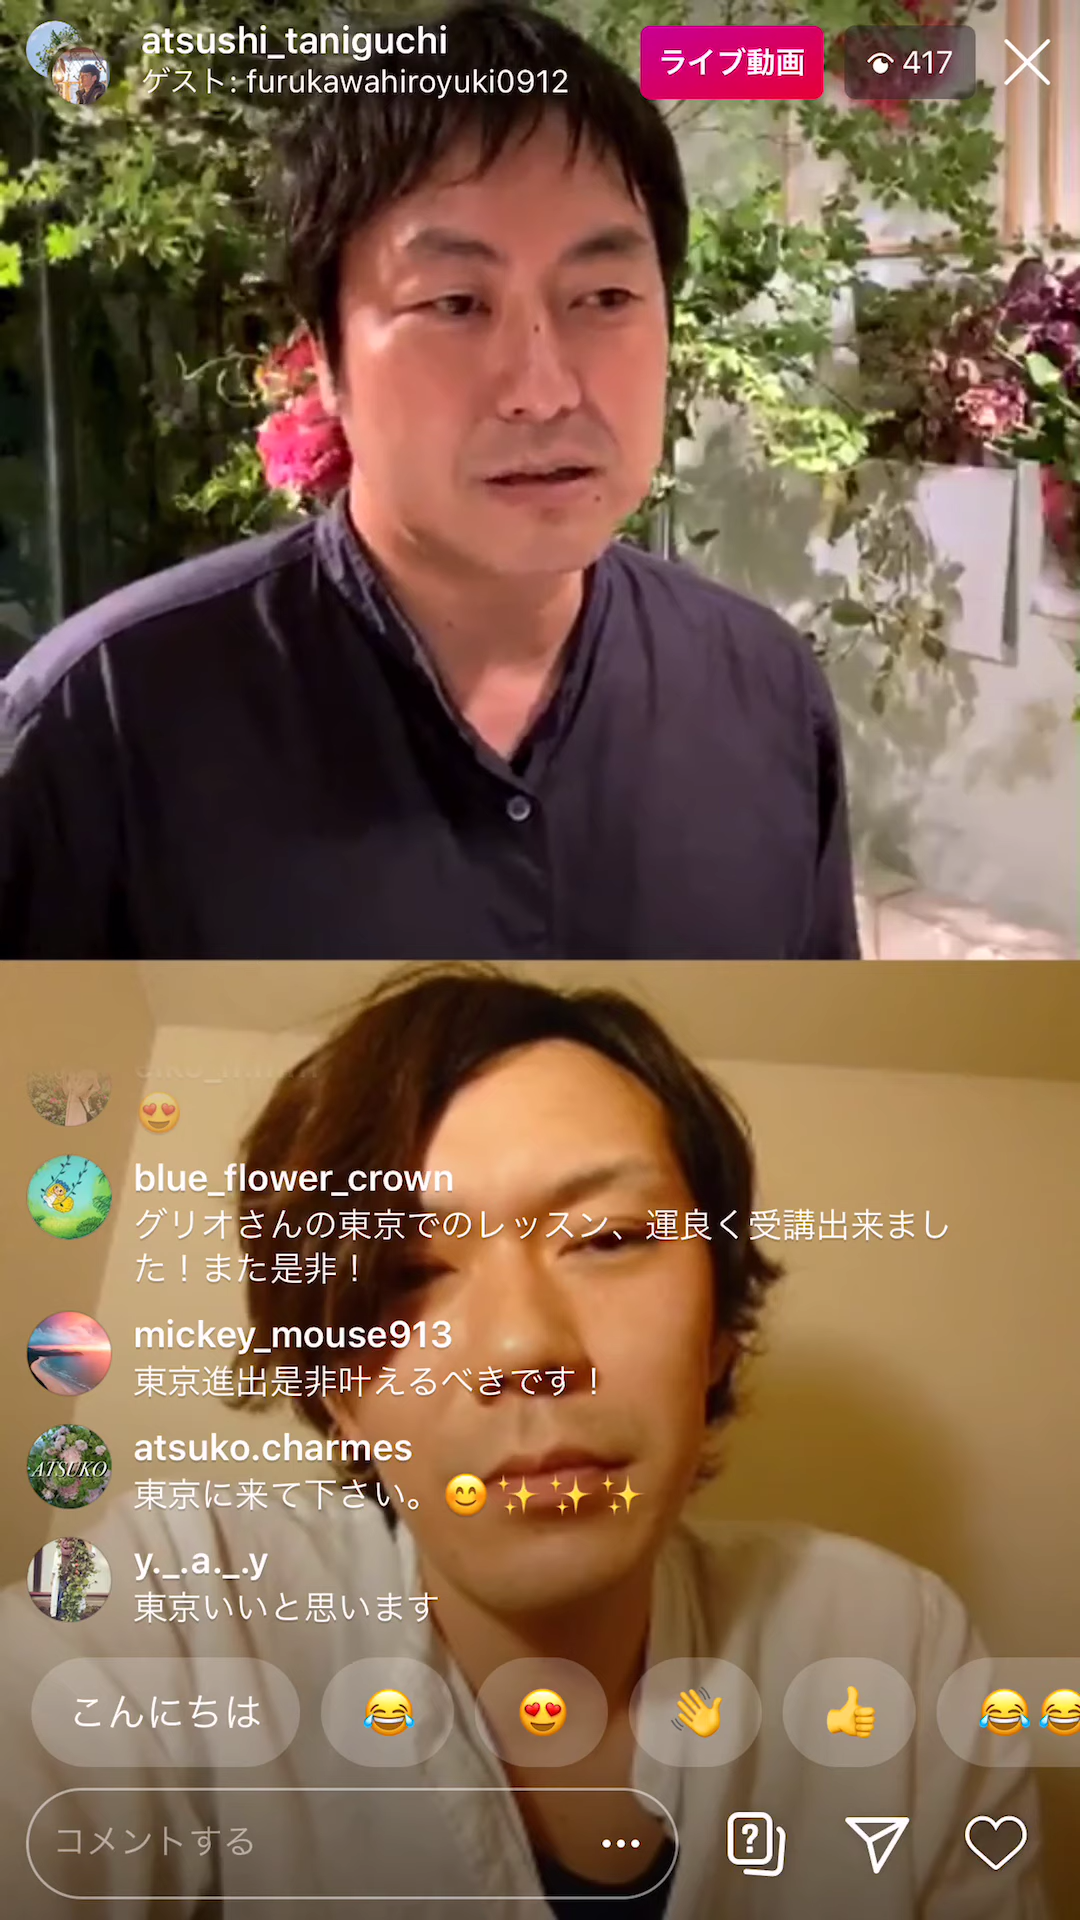 atsushi_taniguchi
ゲスト: furukawahiroyuki0912
ライブ動画
417
blue_flower_crown
グリオさんの東京でのレッスン、運良く受講出来まし
た！また是非！
mickey_mouse913
東京進出是非叶えるべきです！
atsuko.charmes
ATSUKO
東京に来て下さい。😊✨✨✨
y._.a._.y
東京いいと思います
こんにちは
コメントする